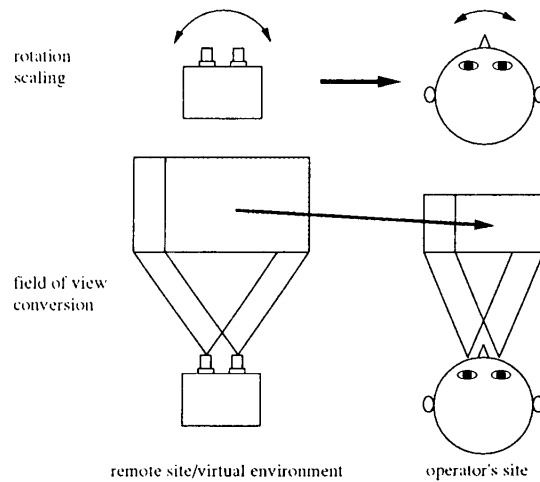 rotation
scaling
field of view
conversion
remote site/virtual environment
operator's site